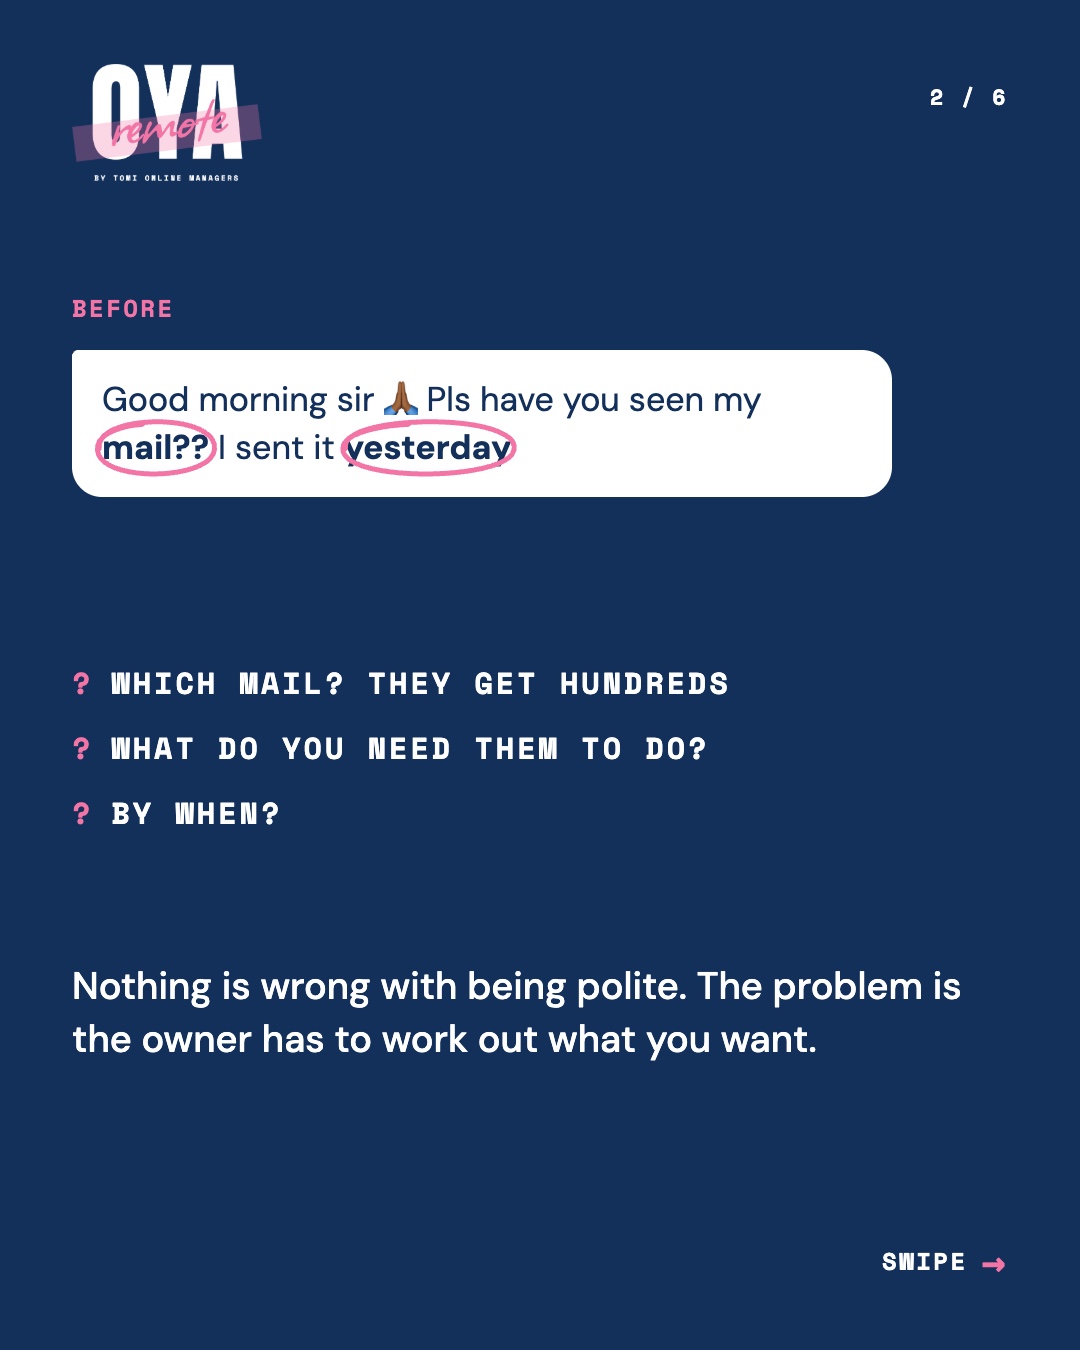 OYA
remote
BY TOMI ONLINE MANAGERS
2 / 6
BEFORE
Good morning sir 🙏🏾 Pls have you seen my
mail?? I sent it yesterday
? WHICH MAIL? THEY GET HUNDREDS
? WHAT DO YOU NEED THEM TO DO?
? BY WHEN?
Nothing is wrong with being polite. The problem is
the owner has to work out what you want.
SWIPE →